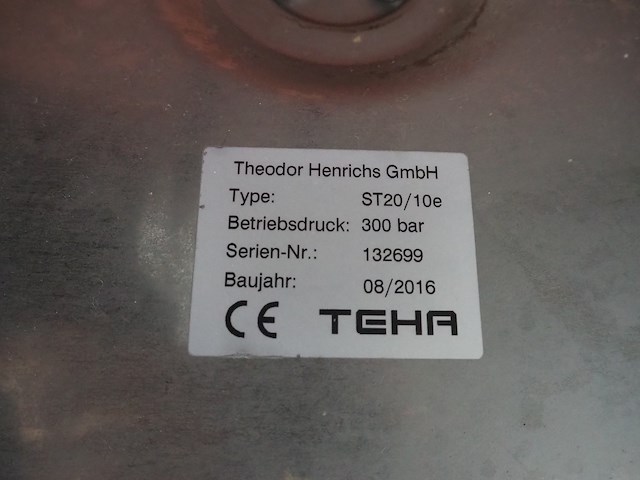 Theodor Henrichs GmbH
Type: ST20/10e
Betriebsdruck: 300 bar
Serien-Nr.: 132699
Baujahr: 08/2016
CE TEHA